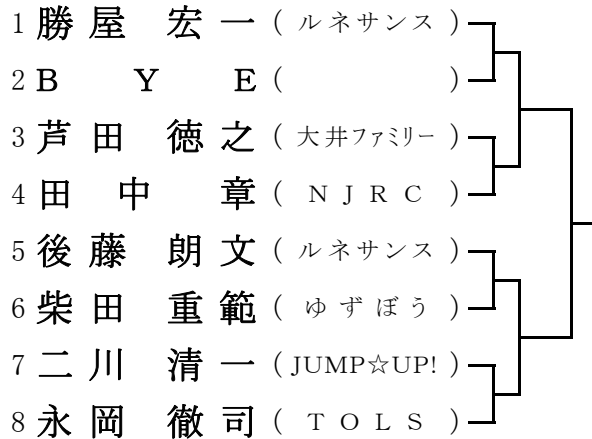 1 勝屋 宏一 (ルネサンス)
2 BYE ( )
3 芦田 徳之 (大井ファミリー)
4 田中 章 (NJRC)
5 後藤 朗文 (ルネサンス)
6 柴田 重範 (ゆずぼう)
7 二川 清一 (JUMP☆UP!)
8 永岡 徹司 (TOLS)